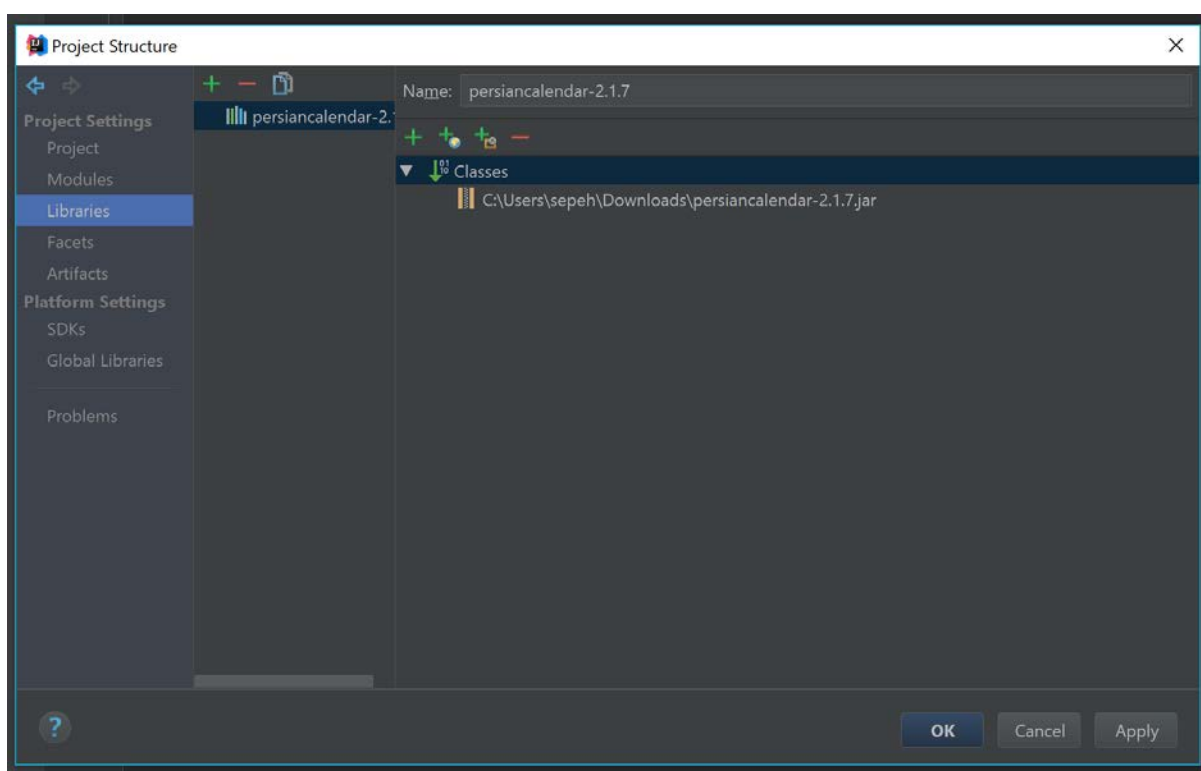 Project Structure
Project Settings
Project
Modules
Libraries
Facets
Artifacts
Platform Settings
SDKs
Global Libraries
Problems
persiancalendar-2.
Name: persiancalendar-2.1.7
Classes
C:\Users\sepeh\Downloads\persiancalendar-2.1.7.jar
?
OK Cancel Apply